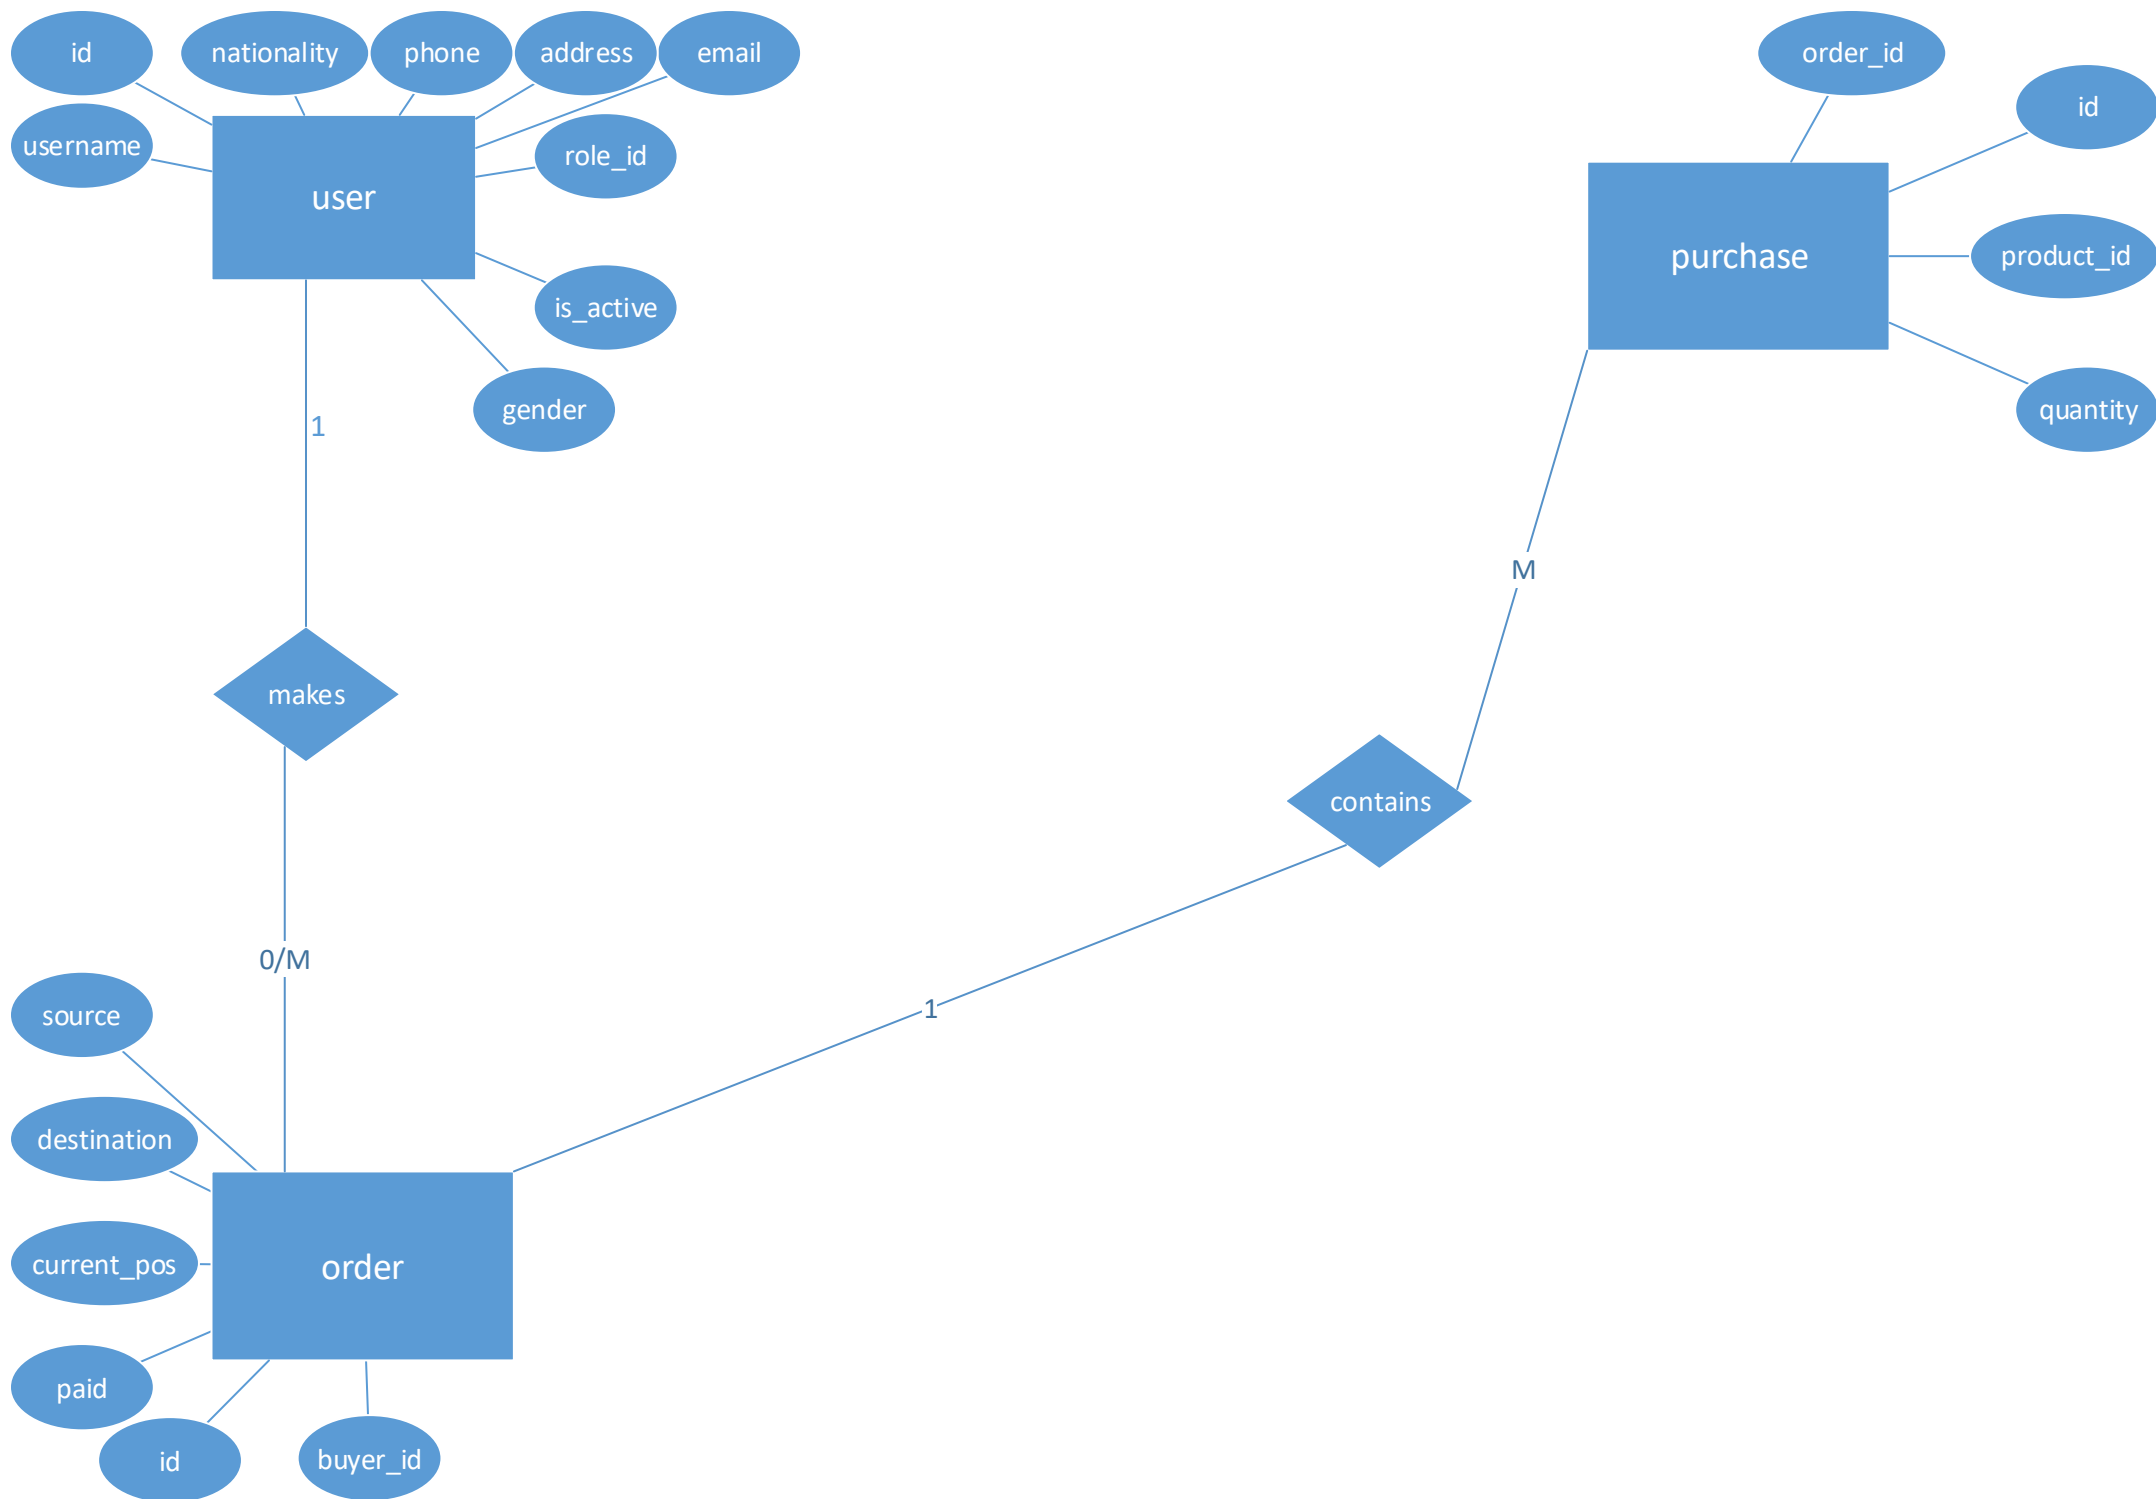 id
nationality
phone
address
email
order_id
id
username
role_id
user
purchase
product_id
is_active
gender
quantity
1
M
makes
contains
0/M
1
source
destination
current_pos
order
paid
id
buyer_id